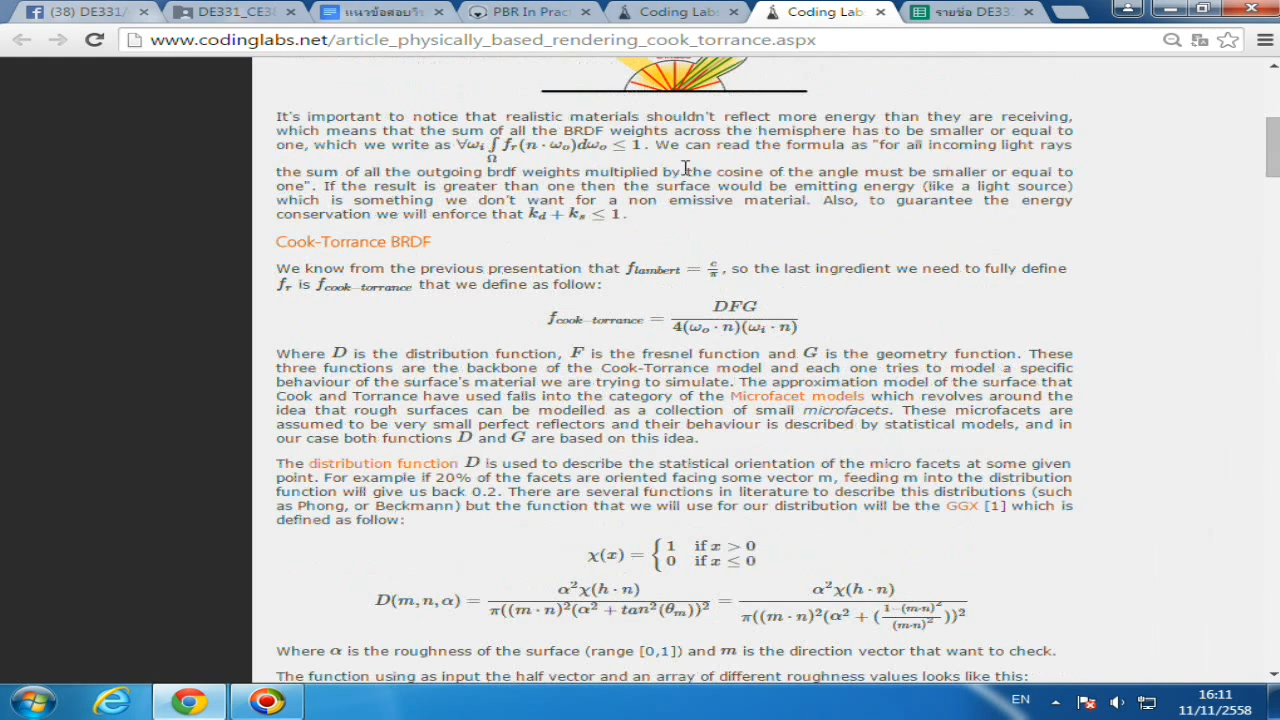 (38) DE331/
DE331_CE38
แนวข้อสอบวิ
PBR In Pract
Coding Labs
Coding Labs
รายชื่อ DE331
www.codinglabs.net/article_physically_based_rendering_cook_torrance.aspx
It's important to notice that realistic materials shouldn't reflect more energy than they are receiving,
which means that the sum of all the BRDF weights across the hemisphere has to be smaller or equal to
one, which we write as ∀ωi ∫Ω fr(n · ωo)dωo ≤ 1. We can read the formula as "for all incoming light rays
the sum of all the outgoing brdf weights multiplied by the cosine of the angle must be smaller or equal to
one". If the result is greater than one then the surface would be emitting energy (like a light source)
which is something we don't want for a non emissive material. Also, to guarantee the energy
conservation we will enforce that kd + ks ≤ 1.
Cook-Torrance BRDF
We know from the previous presentation that flambert = c/π, so the last ingredient we need to fully define
fr is fcook−torrance that we define as follow:
fcook−torrance = DFG / 4(ωo · n)(ωi · n)
Where D is the distribution function, F is the fresnel function and G is the geometry function. These
three functions are the backbone of the Cook-Torrance model and each one tries to model a specific
behaviour of the surface's material we are trying to simulate. The approximation model of the surface that
Cook and Torrance have used falls into the category of the Microfacet models which revolves around the
idea that rough surfaces can be modelled as a collection of small microfacets. These microfacets are
assumed to be very small perfect reflectors and their behaviour is described by statistical models, and in
our case both functions D and G are based on this idea.
The distribution function D is used to describe the statistical orientation of the micro facets at some given
point. For example if 20% of the facets are oriented facing some vector m, feeding m into the distribution
function will give us back 0.2. There are several functions in literature to describe this distributions (such
as Phong, or Beckmann) but the function that we will use for our distribution will be the GGX [1] which is
defined as follow:
χ(x) = { 1 if x > 0
0 if x ≤ 0
D(m, n, α) = α²χ(h · n) / π((m · n)²(α² + tan²(θm))² = α²χ(h · n) / π((m · n)²(α² + (1−(m·n)² / (m·n)²))²
Where α is the roughness of the surface (range [0,1]) and m is the direction vector that want to check.
The function using as input the half vector and an array of different roughness values looks like this:
EN
16:11
11/11/2558